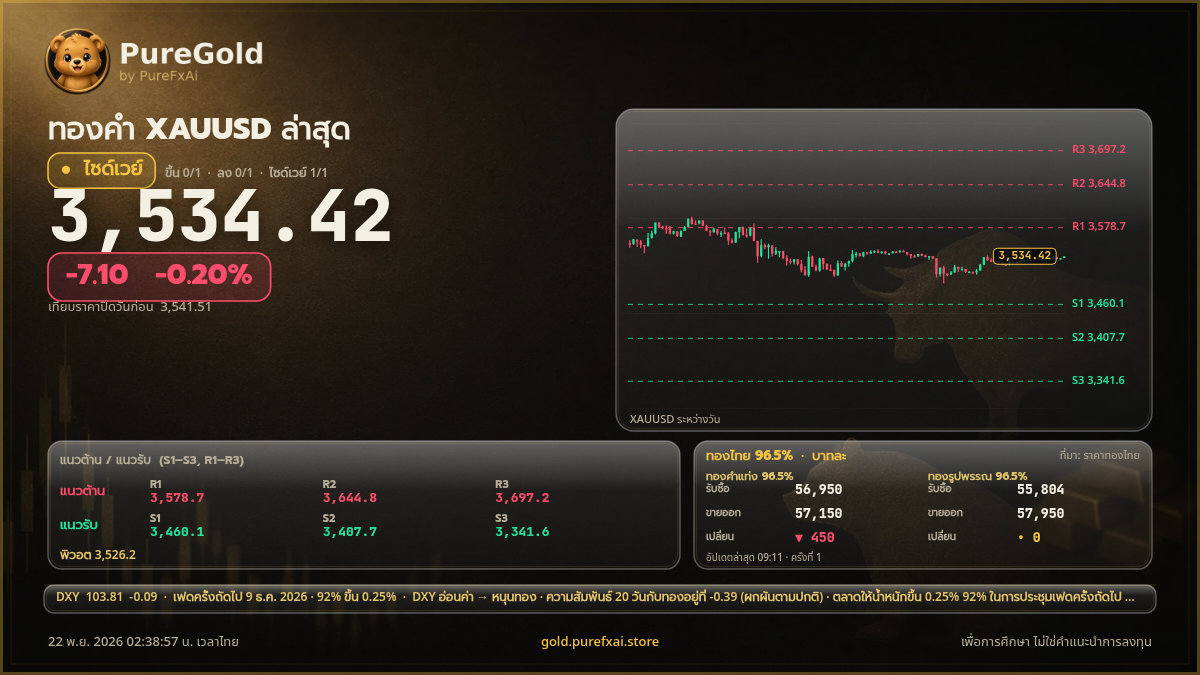 PureGold
by PureFxAi
ทองคำ XAUUSD ล่าสุด
• ไซด์เวย์ ขึ้น 0/1 · ลง 0/1 · ไซด์เวย์ 1/1
3,534.42
-7.10 -0.20%
เทียบราคาปิดวันก่อน 3,541.51
R3 3,697.2
R2 3,644.8
R1 3,578.7
3,534.42
S1 3,460.1
S2 3,407.7
S3 3,341.6
XAUUSD ระหว่างวัน
แนวต้าน / แนวรับ (S1–S3, R1–R3)
R1 R2 R3
แนวต้าน 3,578.7 3,644.8 3,697.2
S1 S2 S3
แนวรับ 3,460.1 3,407.7 3,341.6
พิวอต 3,526.2
ทองไทย 96.5% · บาทละ ที่มา: ราคาทองไทย
ทองคำแท่ง 96.5% ทองรูปพรรณ 96.5%
รับซื้อ 56,950 รับซื้อ 55,804
ขายออก 57,150 ขายออก 57,950
เปลี่ยน ▼ 450 เปลี่ยน • 0
อัปเดตล่าสุด 09:11 · ครั้งที่ 1
DXY 103.81 -0.09 · เฟดครั้งถัดไป 9 ธ.ค. 2026 · 92% ขึ้น 0.25% · DXY อ่อนค่า → หนุนทอง · ความสัมพันธ์ 20 วันกับทองอยู่ที่ -0.39 (ผกผันตามปกติ) · ตลาดให้น้ำหนักขึ้น 0.25% 92% ในการประชุมเฟดครั้งถัดไป ...
22 พ.ย. 2026 02:38:57 น. เวลาไทย
gold.purefxai.store
เพื่อการศึกษา ไม่ใช่คำแนะนำการลงทุน